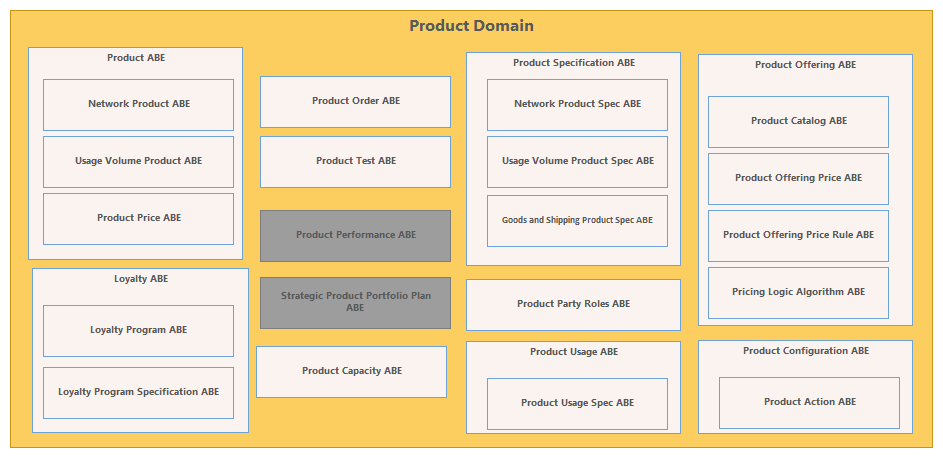 Product Domain
Product ABE
Network Product ABE
Usage Volume Product ABE
Product Price ABE
Loyalty ABE
Loyalty Program ABE
Loyalty Program Specification ABE
Product Order ABE
Product Test ABE
Product Performance ABE
Strategic Product Portfolio Plan
ABE
Product Capacity ABE
Product Specification ABE
Network Product Spec ABE
Usage Volume Product Spec ABE
Goods and Shipping Product Spec ABE
Product Party Roles ABE
Product Usage ABE
Product Usage Spec ABE
Product Offering ABE
Product Catalog ABE
Product Offering Price ABE
Product Offering Price Rule ABE
Pricing Logic Algorithm ABE
Product Configuration ABE
Product Action ABE